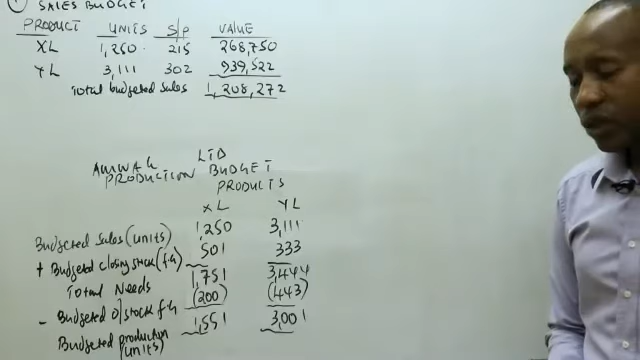 ① SALES BUDGET
PRODUCT UNITS S/P VALUE
XL 1,250 215 268,750
YL 3,111 302 939,522
Total budgeted sales 1,208,272
LTD
PRODUCTION BUDGET
PRODUCTS
XL YL
Budgeted sales (units) 1,250 3,111
+ Budgeted closing stock (f.g) 501 333
Total Needs 1,751 3,444
- Budgeted o/stock f.g (200) (443)
Budgeted production (units) 1,551 3,001